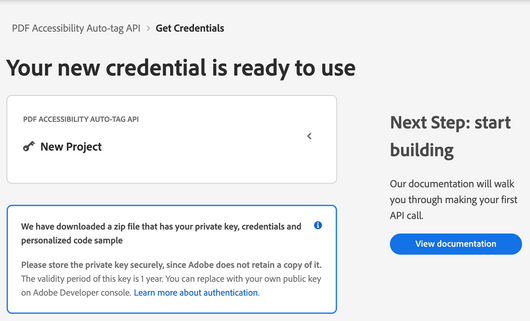 PDF Accessibility Auto-tag API > Get Credentials
Your new credential is ready to use
PDF ACCESSIBILITY AUTO-TAG API
New Project
We have downloaded a zip file that has your private key, credentials and
personalized code sample
Please store the private key securely, since Adobe does not retain a copy of it.
The validity period of this key is 1 year. You can replace with your own public key
on Adobe Developer console. Learn more about authentication.
Next Step: start
building
Our documentation will walk
you through making your first
API call.
View documentation